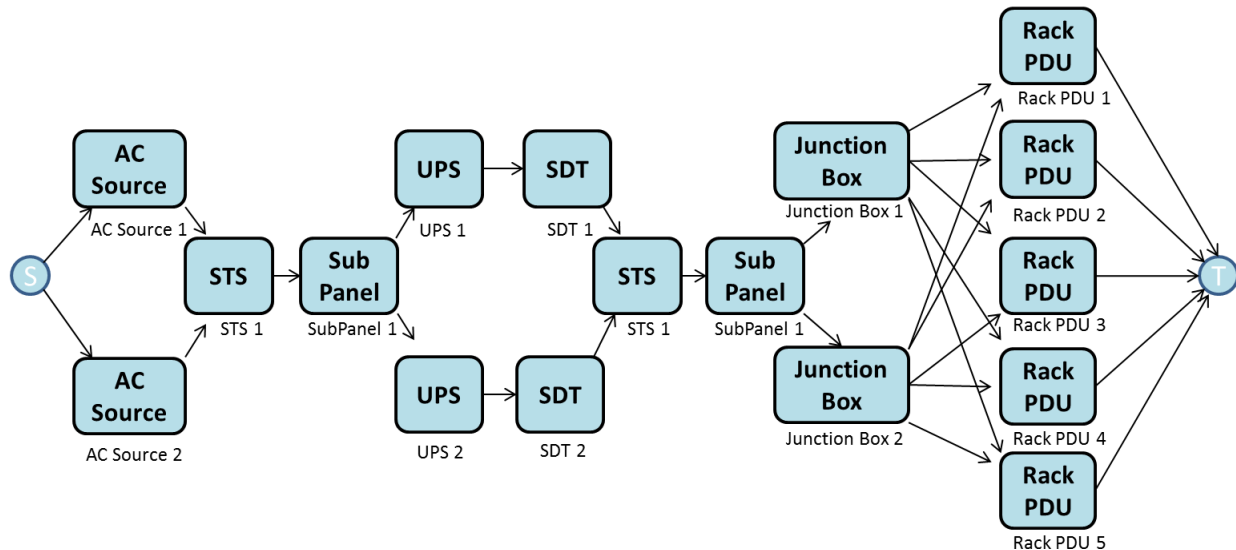 S
AC
Source
AC Source 1
AC
Source
AC Source 2
STS
STS 1
Sub
Panel
SubPanel 1
UPS
UPS 1
SDT
SDT 1
UPS
UPS 2
SDT
SDT 2
STS
STS 1
Sub
Panel
SubPanel 1
Junction
Box
Junction Box 1
Junction
Box
Junction Box 2
Rack
PDU
Rack PDU 1
Rack
PDU
Rack PDU 2
Rack
PDU
Rack PDU 3
Rack
PDU
Rack PDU 4
Rack
PDU
Rack PDU 5
T